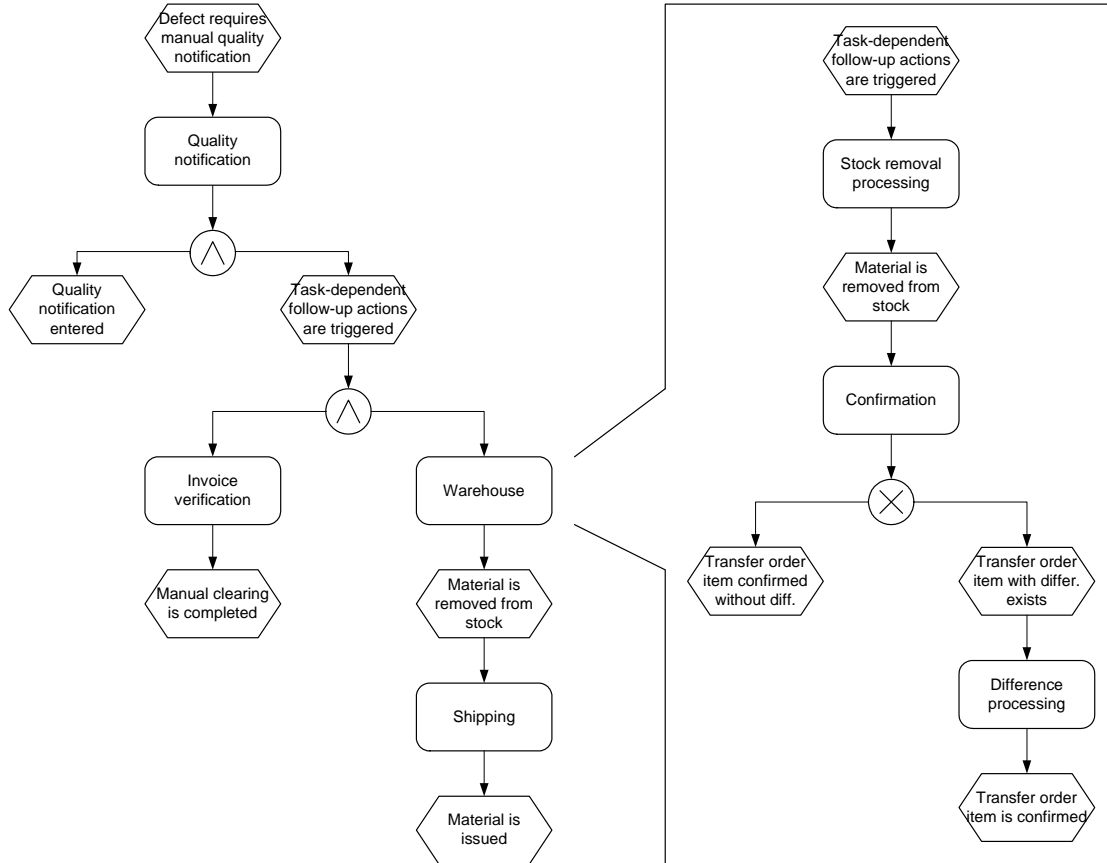 Defect requires
manual quality
notification
Quality
notification
Quality
notification
entered
Task-dependent
follow-up actions
are triggered
Invoice
verification
Warehouse
Manual clearing
is completed
Material is
removed from
stock
Shipping
Material is
issued
Task-dependent
follow-up actions
are triggered
Stock removal
processing
Material is
removed from
stock
Confirmation
Transfer order
item confirmed
without diff.
Transfer order
item with differ.
exists
Difference
processing
Transfer order
item is confirmed